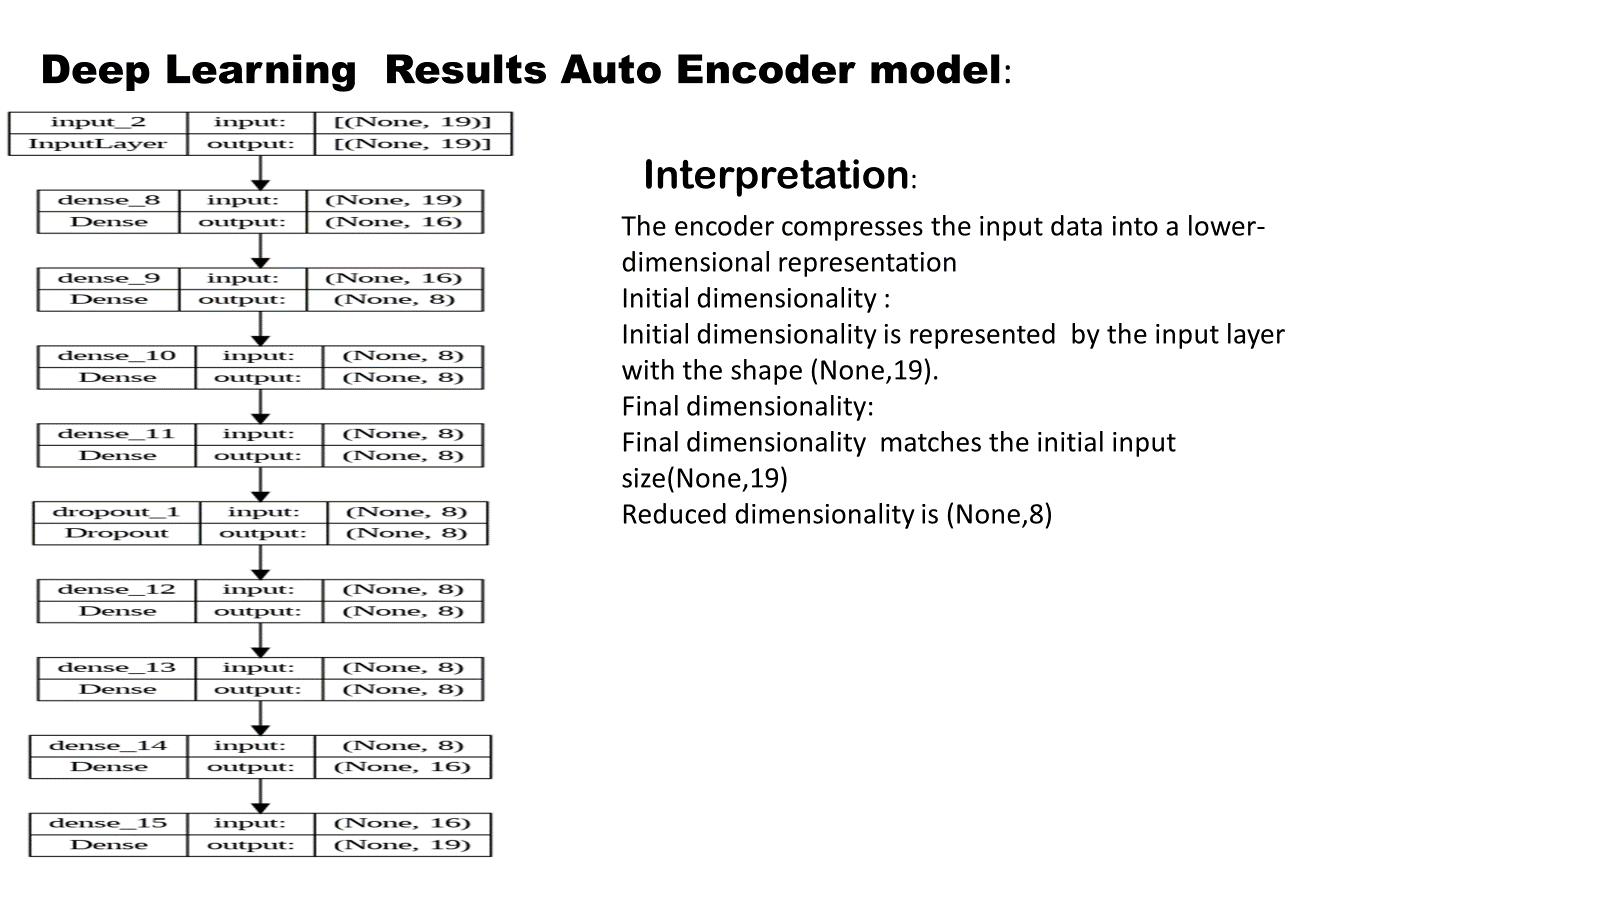 Deep Learning  Results Auto Encoder model:
input_2 input: [(None, 19)]
InputLayer output: [(None, 19)]
dense_8 input: (None, 19)
Dense output: (None, 16)
dense_9 input: (None, 16)
Dense output: (None, 8)
dense_10 input: (None, 8)
Dense output: (None, 8)
dense_11 input: (None, 8)
Dense output: (None, 8)
dropout_1 input: (None, 8)
Dropout output: (None, 8)
dense_12 input: (None, 8)
Dense output: (None, 8)
dense_13 input: (None, 8)
Dense output: (None, 8)
dense_14 input: (None, 8)
Dense output: (None, 16)
dense_15 input: (None, 16)
Dense output: (None, 19)
Interpretation:
The encoder compresses the input data into a lower-
dimensional representation
Initial dimensionality :
Initial dimensionality is represented  by the input layer
with the shape (None,19).
Final dimensionality:
Final dimensionality  matches the initial input
size(None,19)
Reduced dimensionality is (None,8)